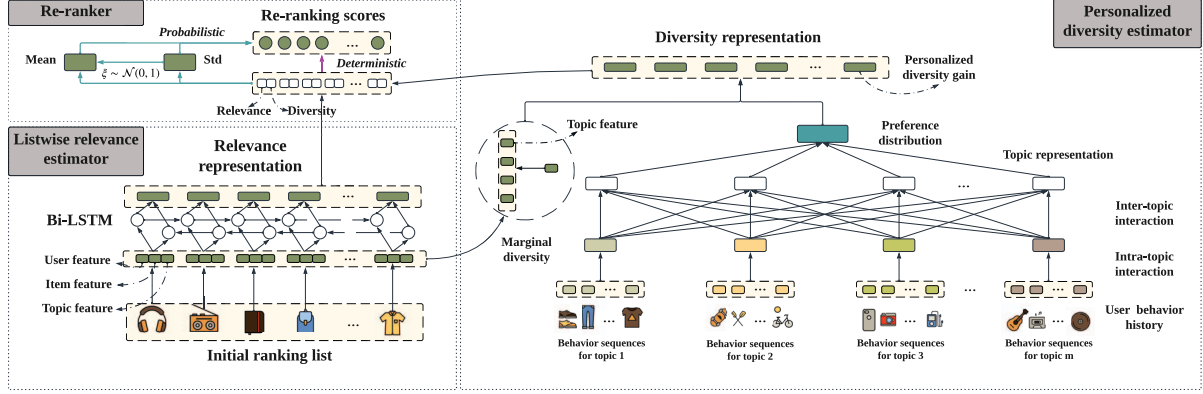 Re-ranker
Re-ranking scores
Probabilistic
Mean
Std
ξ ∼ 𝒩(0, 1)
...
Deterministic
...
Relevance
Diversity
Listwise relevance
estimator
Relevance
representation
...
Bi-LSTM
User feature
...
Item feature
Topic feature
...
Initial ranking list
Personalized
diversity estimator
Diversity representation
...
Personalized
diversity gain
Topic feature
Marginal
diversity
Preference
distribution
Topic representation
...
Inter-topic
interaction
Intra-topic
interaction
...
...
...
...
...
User behavior
history
...
...
...
...
Behavior sequences
for topic 1
Behavior sequences
for topic 2
Behavior sequences
for topic 3
Behavior sequences
for topic m